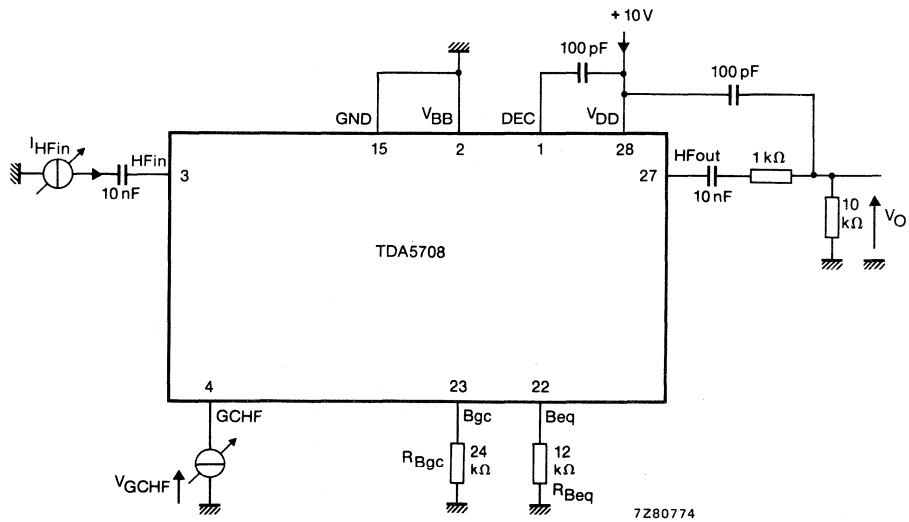 + 10 V
100 pF
100 pF
GND
VBB
DEC
VDD
15
2
1
28
IHFin
HFin
10 nF
3
27
HFout
10 nF
1 kΩ
10
kΩ
VO
TDA5708
4
GCHF
VGCHF
23
Bgc
RBgc
24
kΩ
22
Beq
12
kΩ
RBeq
7Z80774